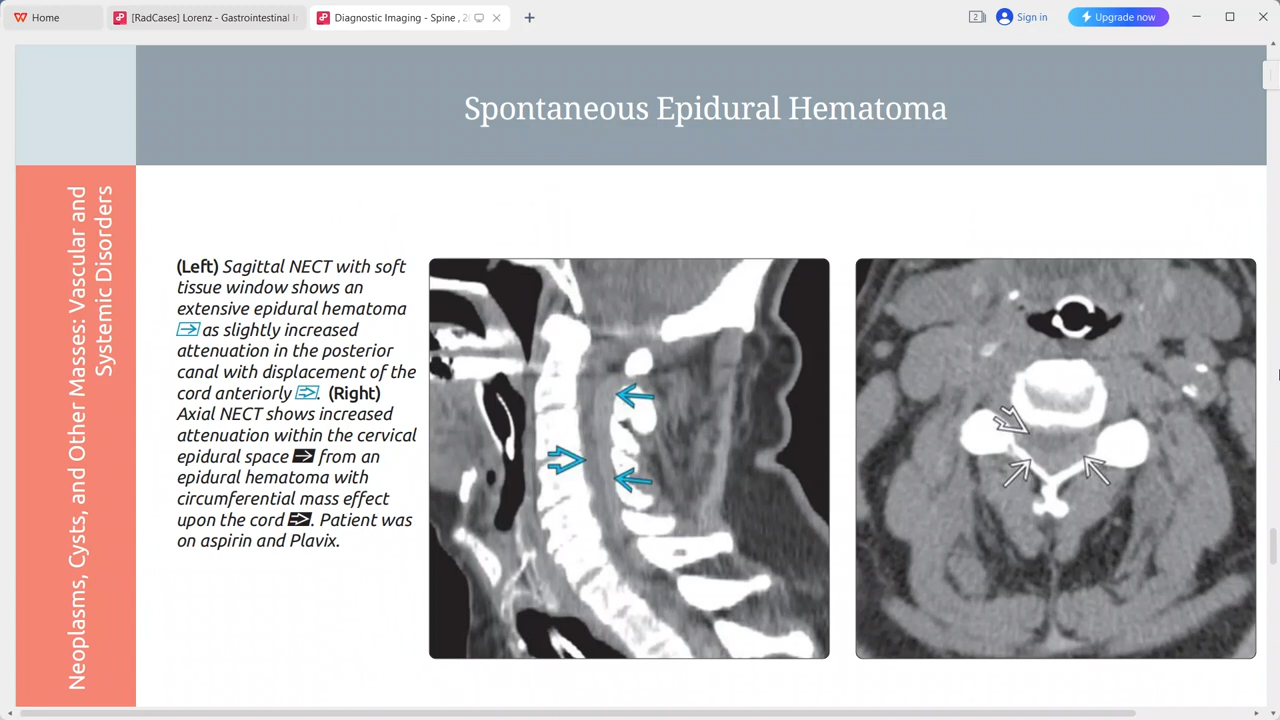 Home
[RadCases] Lorenz - Gastrointestinal
Diagnostic Imaging - Spine , 2
2
Sign in
Upgrade now
Spontaneous Epidural Hematoma
Neoplasms, Cysts, and Other Masses: Vascular and
Systemic Disorders
(Left) Sagittal NECT with soft
tissue window shows an
extensive epidural hematoma
as slightly increased
attenuation in the posterior
canal with displacement of the
cord anteriorly . (Right)
Axial NECT shows increased
attenuation within the cervical
epidural space from an
epidural hematoma with
circumferential mass effect
upon the cord . Patient was
on aspirin and Plavix.